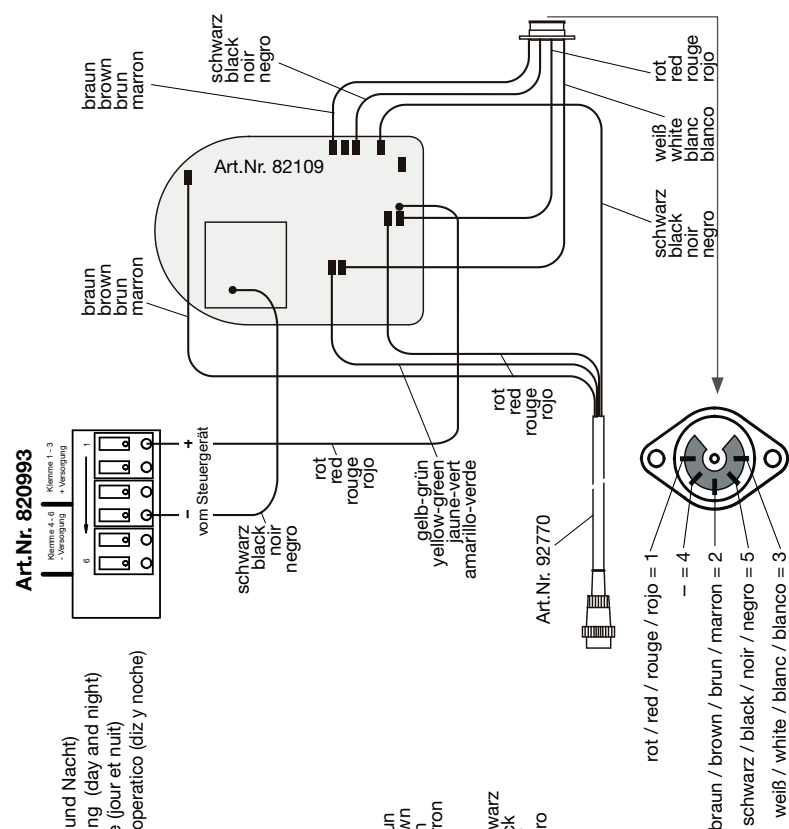 Art.Nr. 820993
Klemme 4 - 6
- Versorgung
Klemme 1 - 3
+ Versorgung
6
1
–
+
vom Steuergerät
braun
brown
brun
marron
schwarz
black
noir
negro
Art.Nr. 82109
rot
red
rouge
rojo
weiß
white
blanc
blanco
schwarz
black
noir
negro
braun
brown
brun
marron
schwarz
black
noir
negro
rot
red
rouge
rojo
gelb-grün
yellow-green
jaune-vert
amarillo-verde
rot
red
rouge
rojo
Art.Nr. 92770
rot / red / rouge / rojo = 1
– = 4
braun / brown / brun / marron = 2
schwarz / black / noir / negro = 5
weiß / white / blanc / blanco = 3
und Nacht)
(day and night)
(jour et nuit)
operatico (diz y noche)